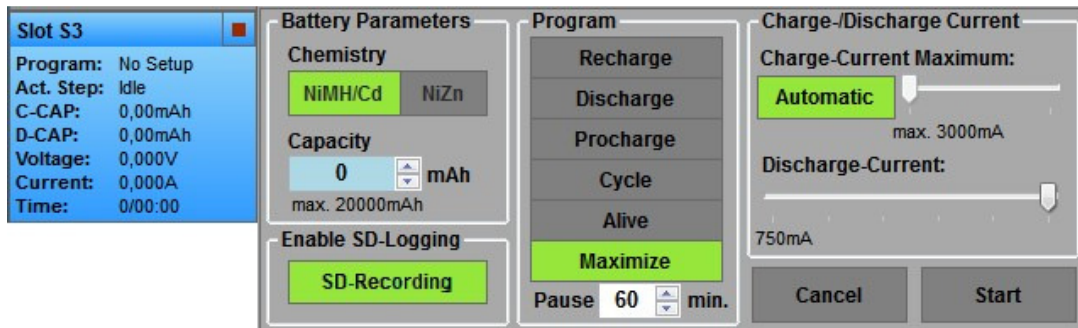 Slot S3
Program: No Setup
Act. Step: Idle
C-CAP: 0,00mAh
D-CAP: 0,00mAh
Voltage: 0,000V
Current: 0,000A
Time: 0/00:00
Battery Parameters
Chemistry
NiMH/Cd NiZn
Capacity
0 mAh
max. 20000mAh
Enable SD-Logging
SD-Recording
Program
Recharge
Discharge
Procharge
Cycle
Alive
Maximize
Pause 60 min.
Charge-/Discharge Current
Charge-Current Maximum:
Automatic
max. 3000mA
Discharge-Current:
750mA
Cancel Start